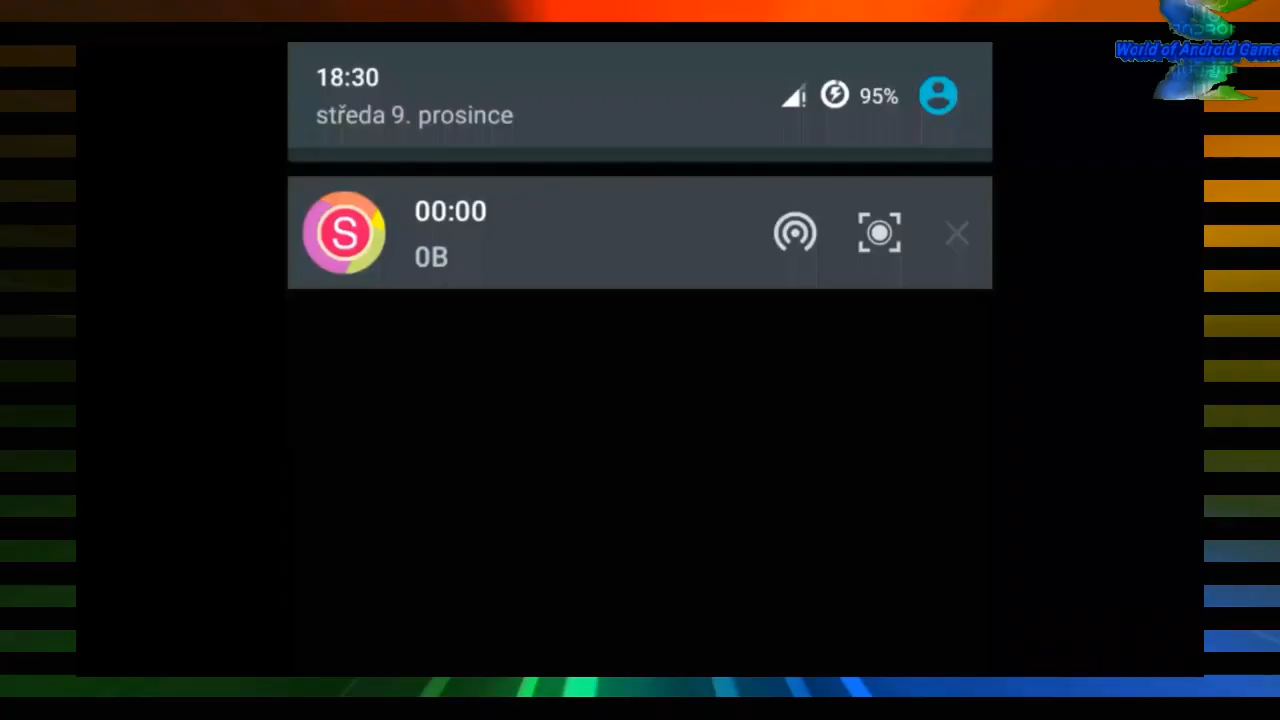 World of Android Game
18:30
95%
středa 9. prosince
S
00:00
0B